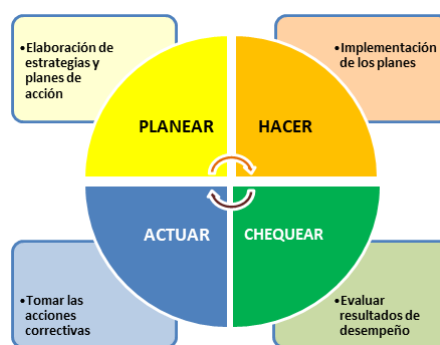 •Elaboración de
estrategias y
planes de
acción
•Implementación
de los planes
PLANEAR
HACER
ACTUAR
CHEQUEAR
•Tomar las
acciones
correctivas
•Evaluar
resultados de
desempeño